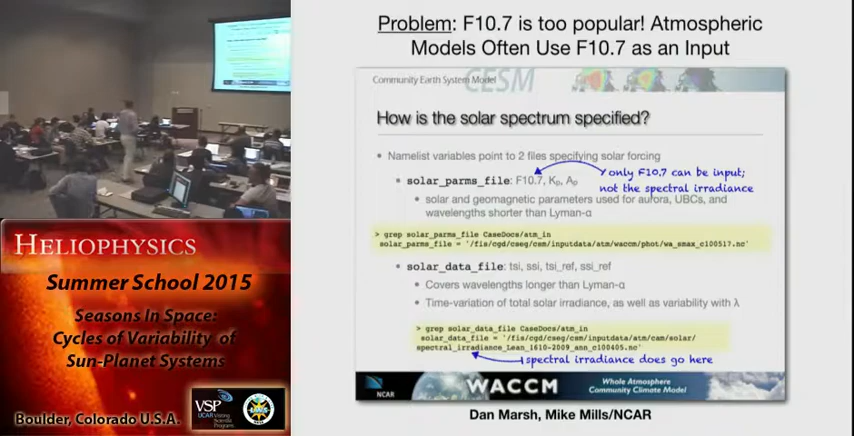 Problem: F10.7 is too popular! Atmospheric
Models Often Use F10.7 as an Input
Community Earth System Model
CESM
How is the solar spectrum specified?
• Namelist variables point to 2 files specifying solar forcing
• solar_parms_file: F10.7, Kp, Ap
only F10.7 can be input;
not the spectral irradiance
• solar and geomagnetic parameters used for aurora, UBCs, and
wavelengths shorter than Lyman-α
> grep solar_parms_file CaseDocs/atm_in
solar_parms_file = '/fis/cgd/cseg/csm/inputdata/atm/waccm/phot/wa_smax_c100517.nc'
• solar_data_file: tsi, ssi, tsi_ref, ssi_ref
• Covers wavelengths longer than Lyman-α
• Time-variation of total solar irradiance, as well as variability with λ
> grep solar_data_file CaseDocs/atm_in
solar_data_file = '/fis/cgd/cseg/csm/inputdata/atm/cam/solar/
spectral_irradiance_Lean_1610-2009_ann_c100405.nc'
spectral irradiance does go here
NCAR
WACCM
Whole Atmosphere
Community Climate Model
Dan Marsh, Mike Mills/NCAR
HELIOPHYSICS
Summer School 2015
Seasons In Space:
Cycles of Variability of
Sun-Planet Systems
Boulder, Colorado U.S.A.
VSP
UCAR Visiting
Scientist Programs